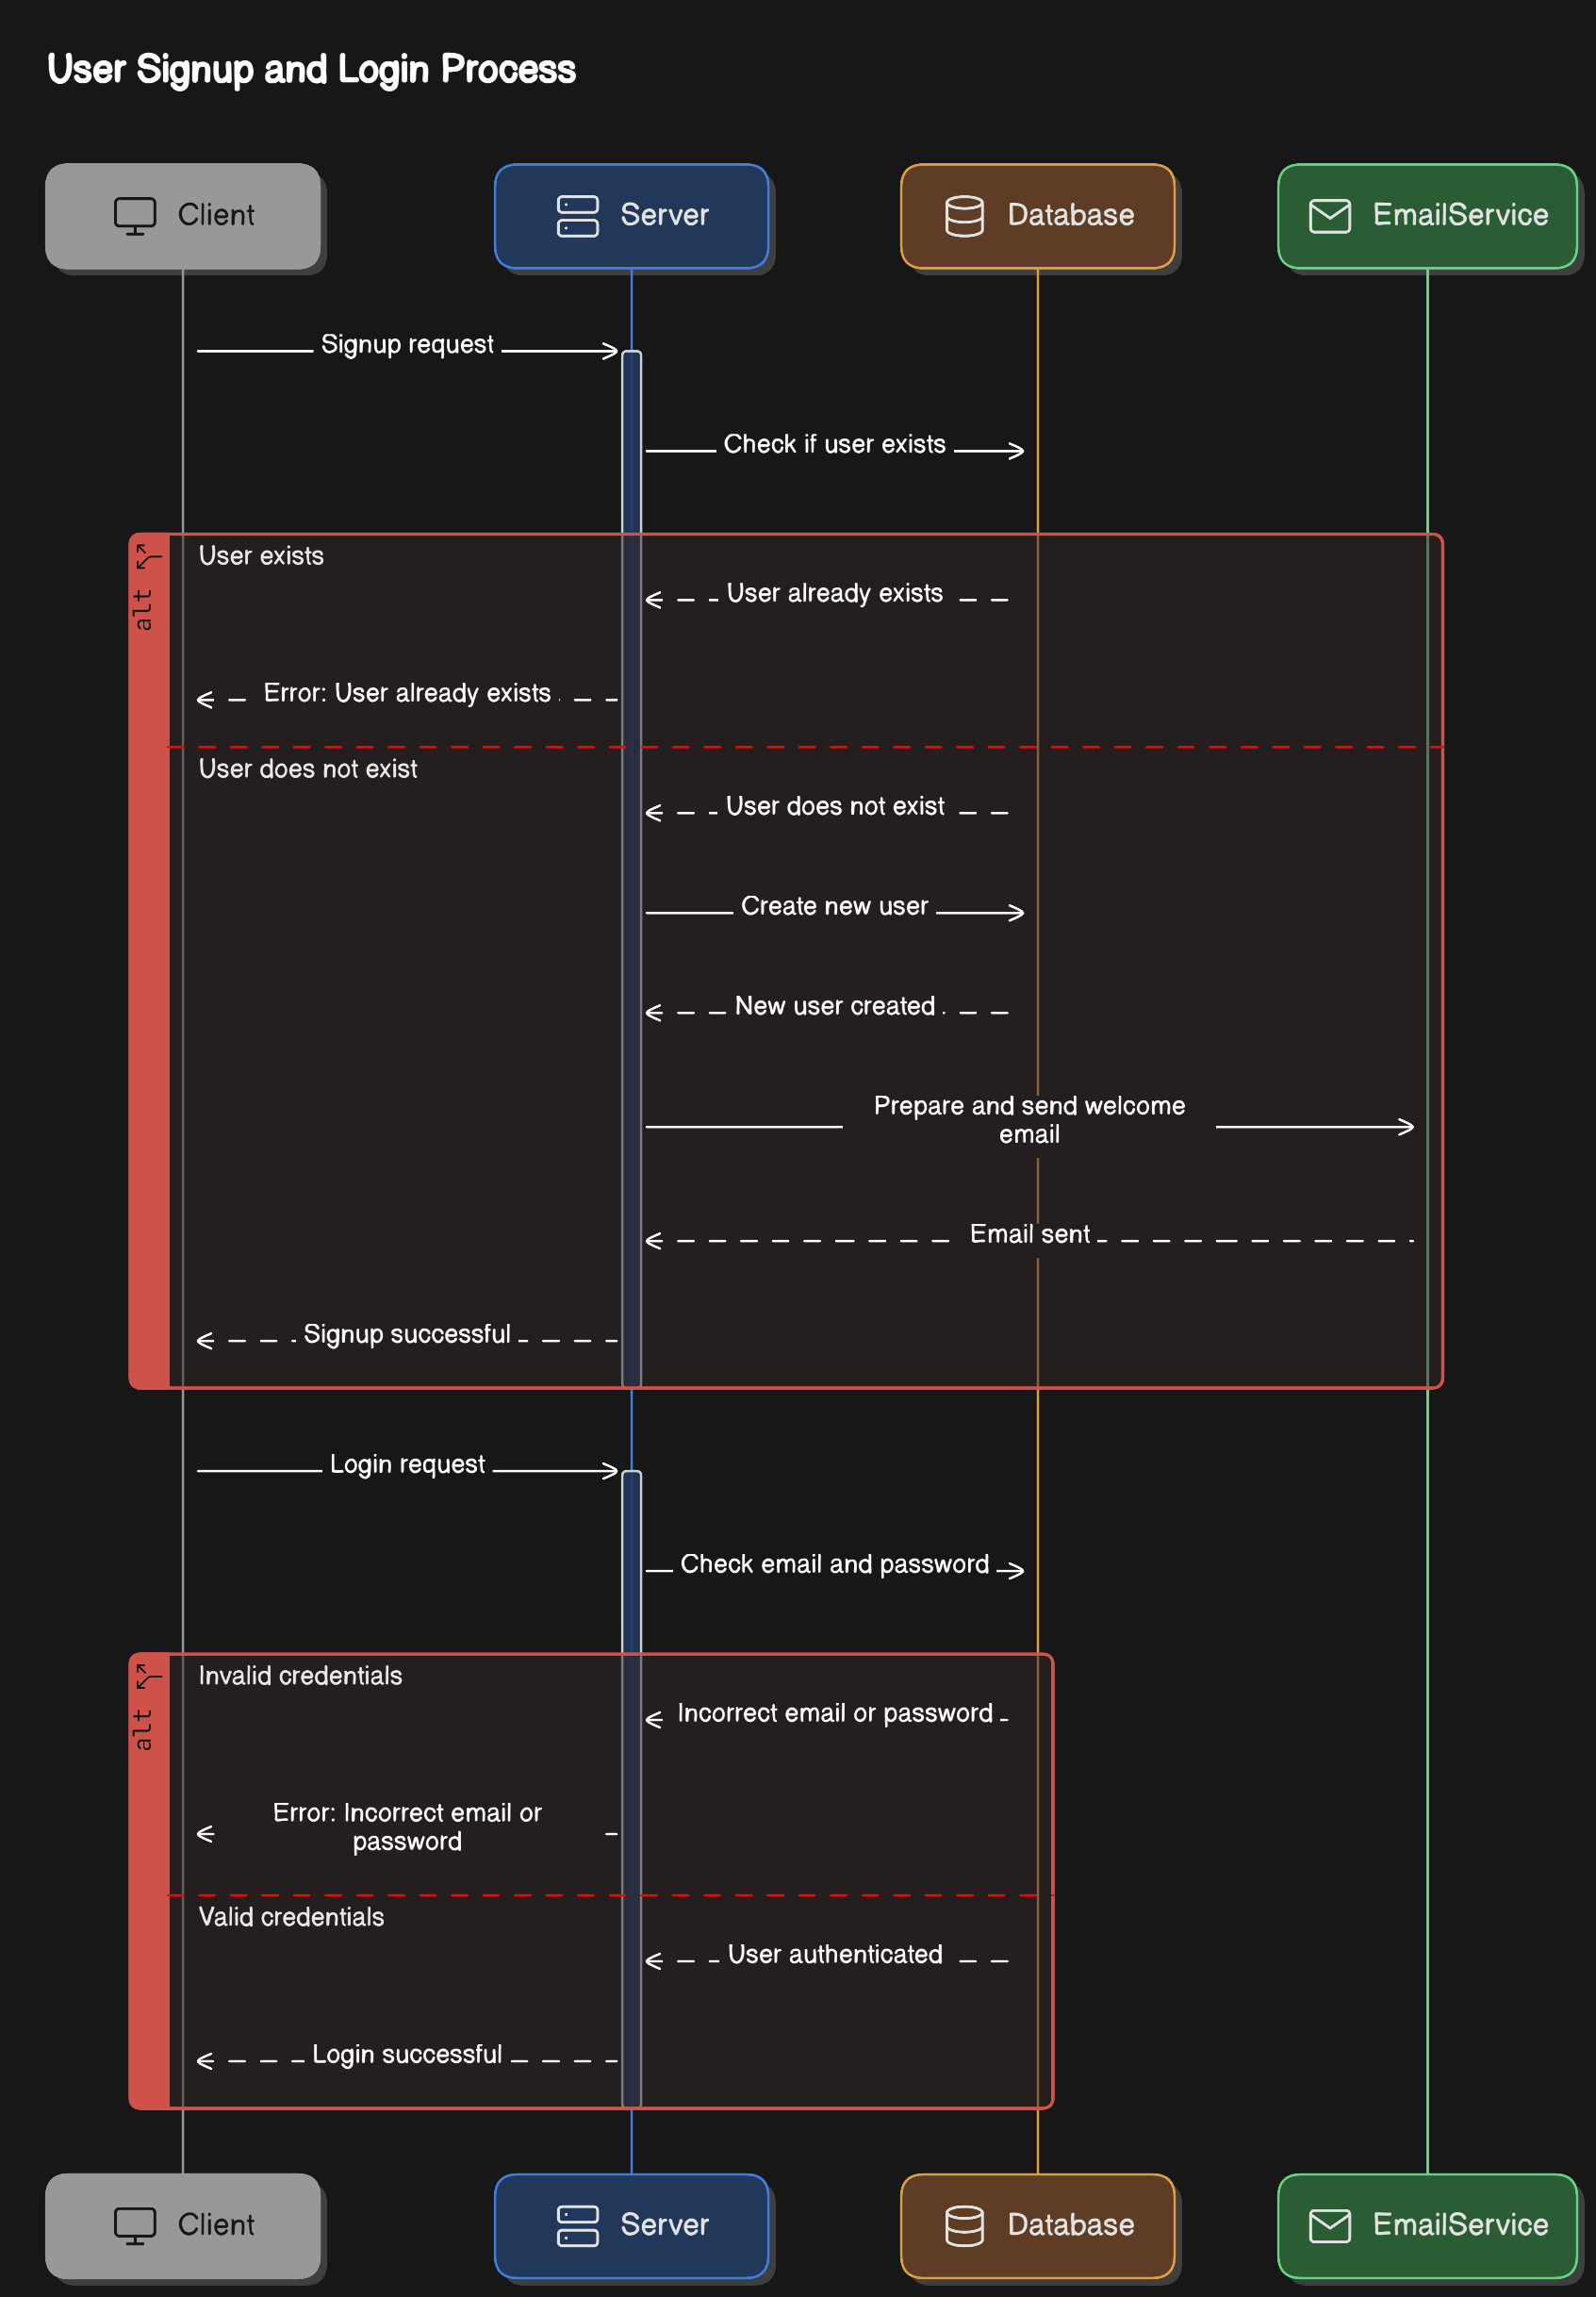 User Signup and Login Process
Client
Server
Database
EmailService
Signup request
Check if user exists
alt
User exists
User already exists
Error: User already exists
User does not exist
User does not exist
Create new user
New user created
Prepare and send welcome
email
Email sent
Signup successful
Login request
Check email and password
alt
Invalid credentials
Incorrect email or password
Error: Incorrect email or
password
Valid credentials
User authenticated
Login successful
Client
Server
Database
EmailService